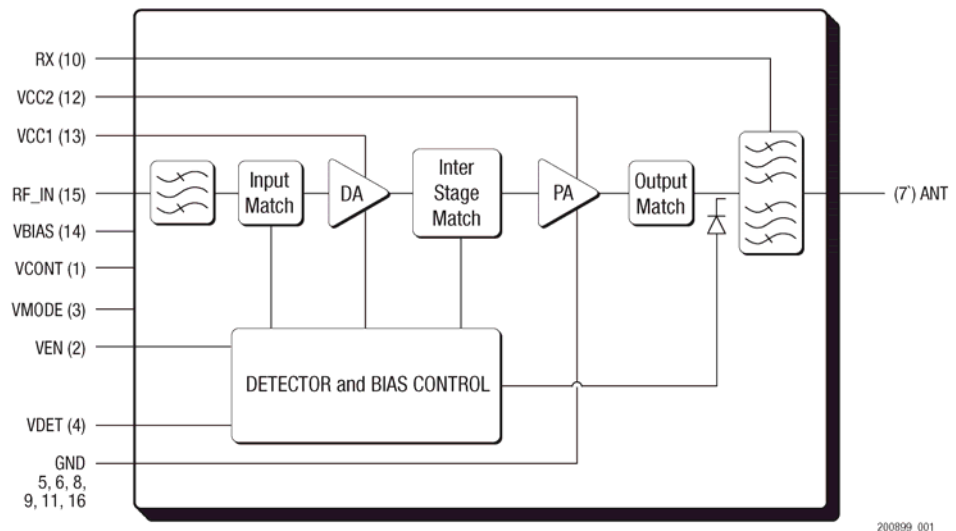 RX (10)
VCC2 (12)
VCC1 (13)
RF_IN (15)
VBIAS (14)
VCONT (1)
VMODE (3)
VEN (2)
VDET (4)
GND
5, 6, 8,
9, 11, 16
Input
Match
DA
Inter
Stage
Match
PA
Output
Match
(7`) ANT
DETECTOR and BIAS CONTROL
200899_001